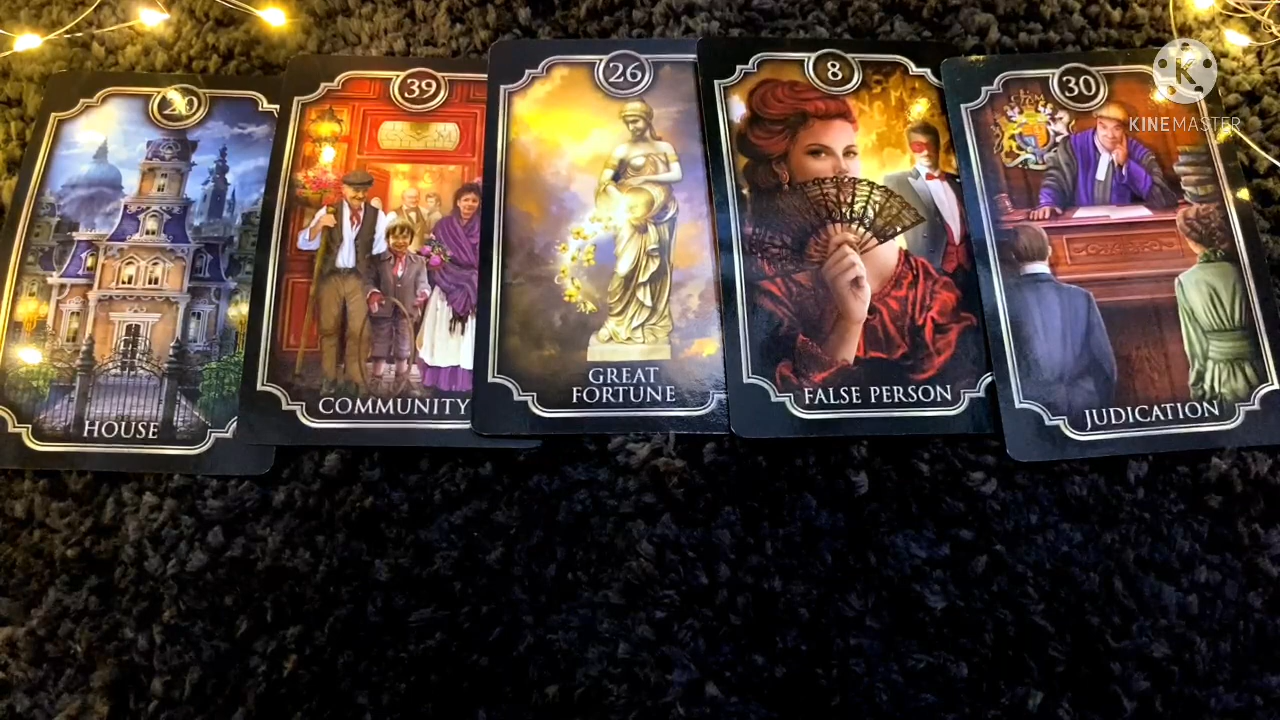 20
HOUSE
39
COMMUNITY
26
GREAT
FORTUNE
8
FALSE PERSON
30
JUDICATION
K
KINEMASTER